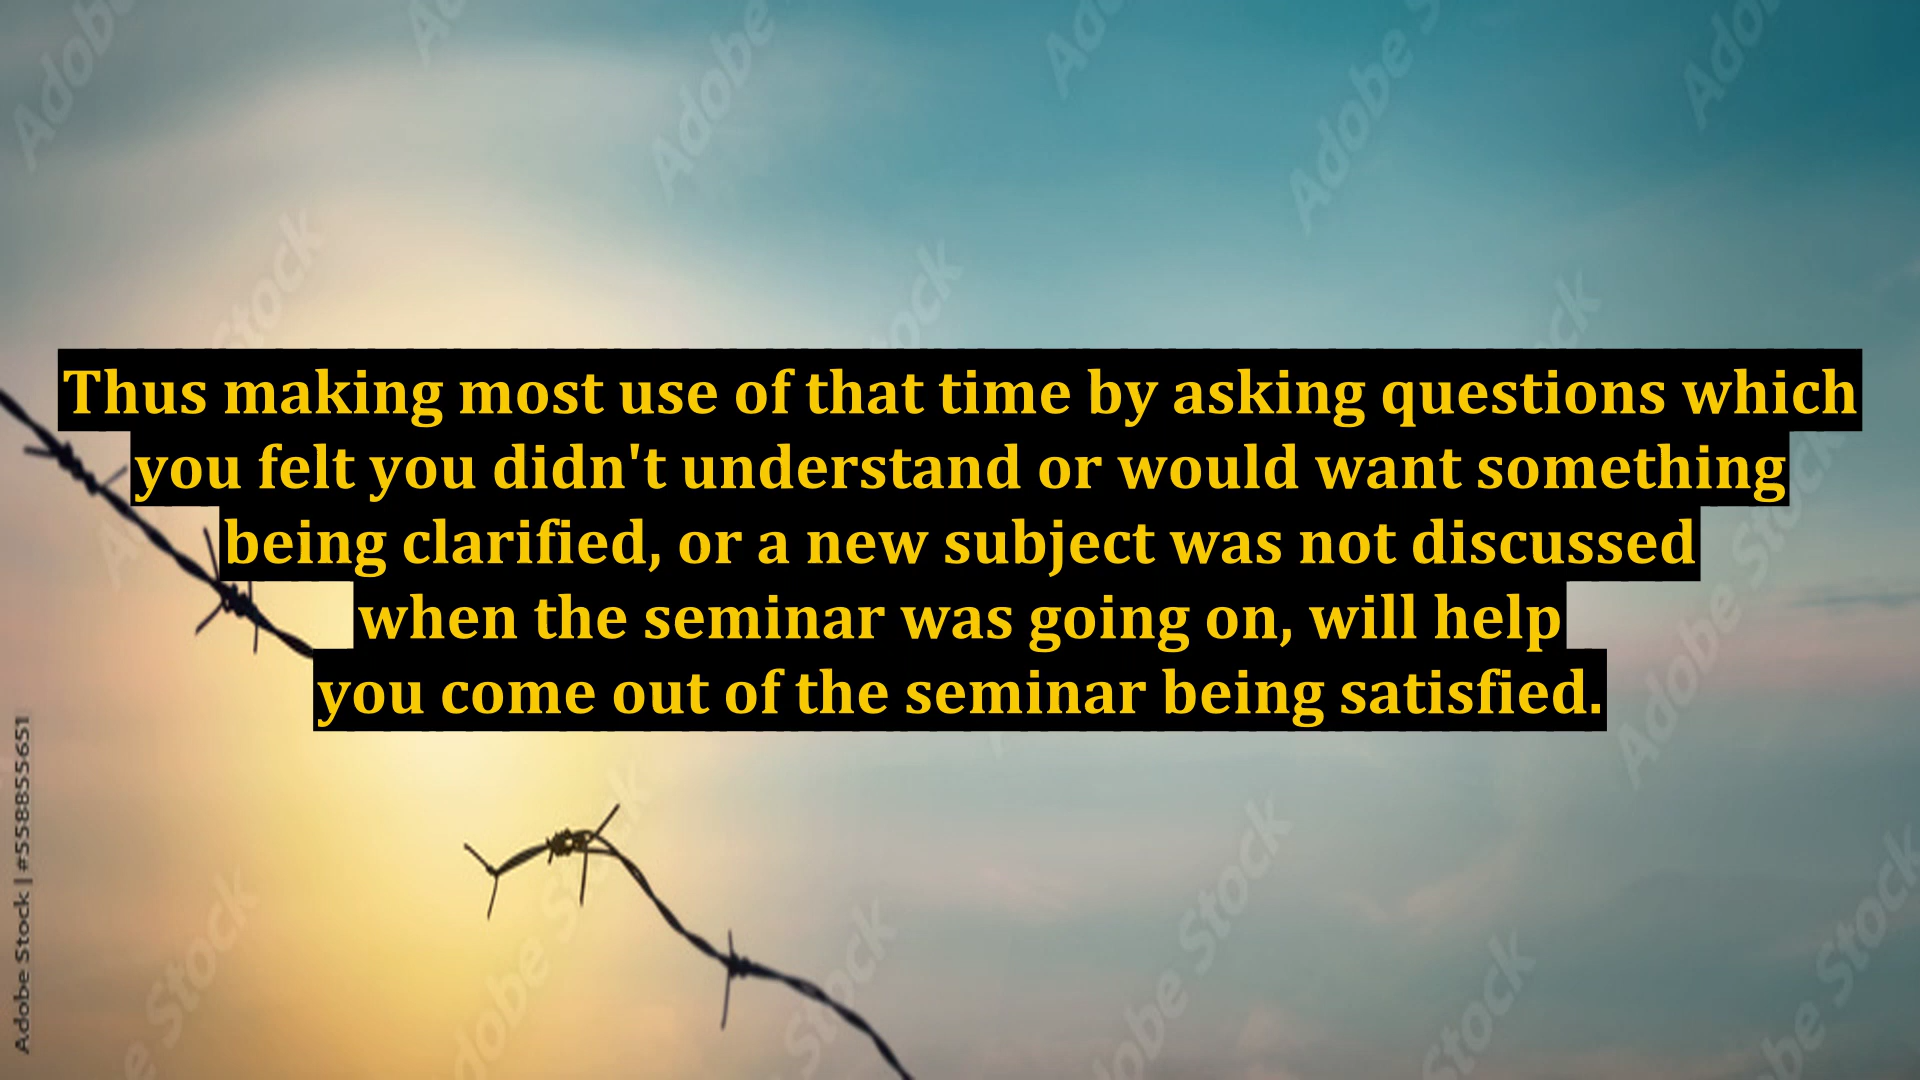 Thus making most use of that time by asking questions which
you felt you didn't understand or would want something
being clarified, or a new subject was not discussed
when the seminar was going on, will help
you come out of the seminar being satisfied.
Adobe Stock | #558855651
Adobe Stock